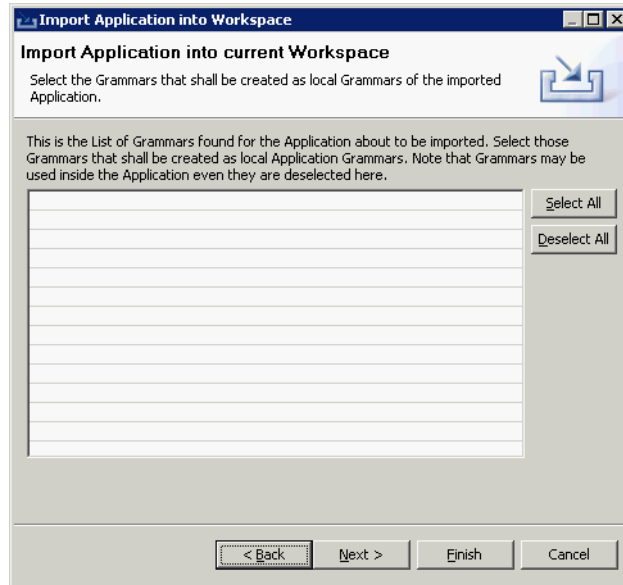 Import Application into Workspace
Import Application into current Workspace
Select the Grammars that shall be created as local Grammars of the imported
Application.
This is the List of Grammars found for the Application about to be imported. Select those
Grammars that shall be created as local Application Grammars. Note that Grammars may be
used inside the Application even they are deselected here.
Select All
Deselect All
< Back
Next >
Finish
Cancel